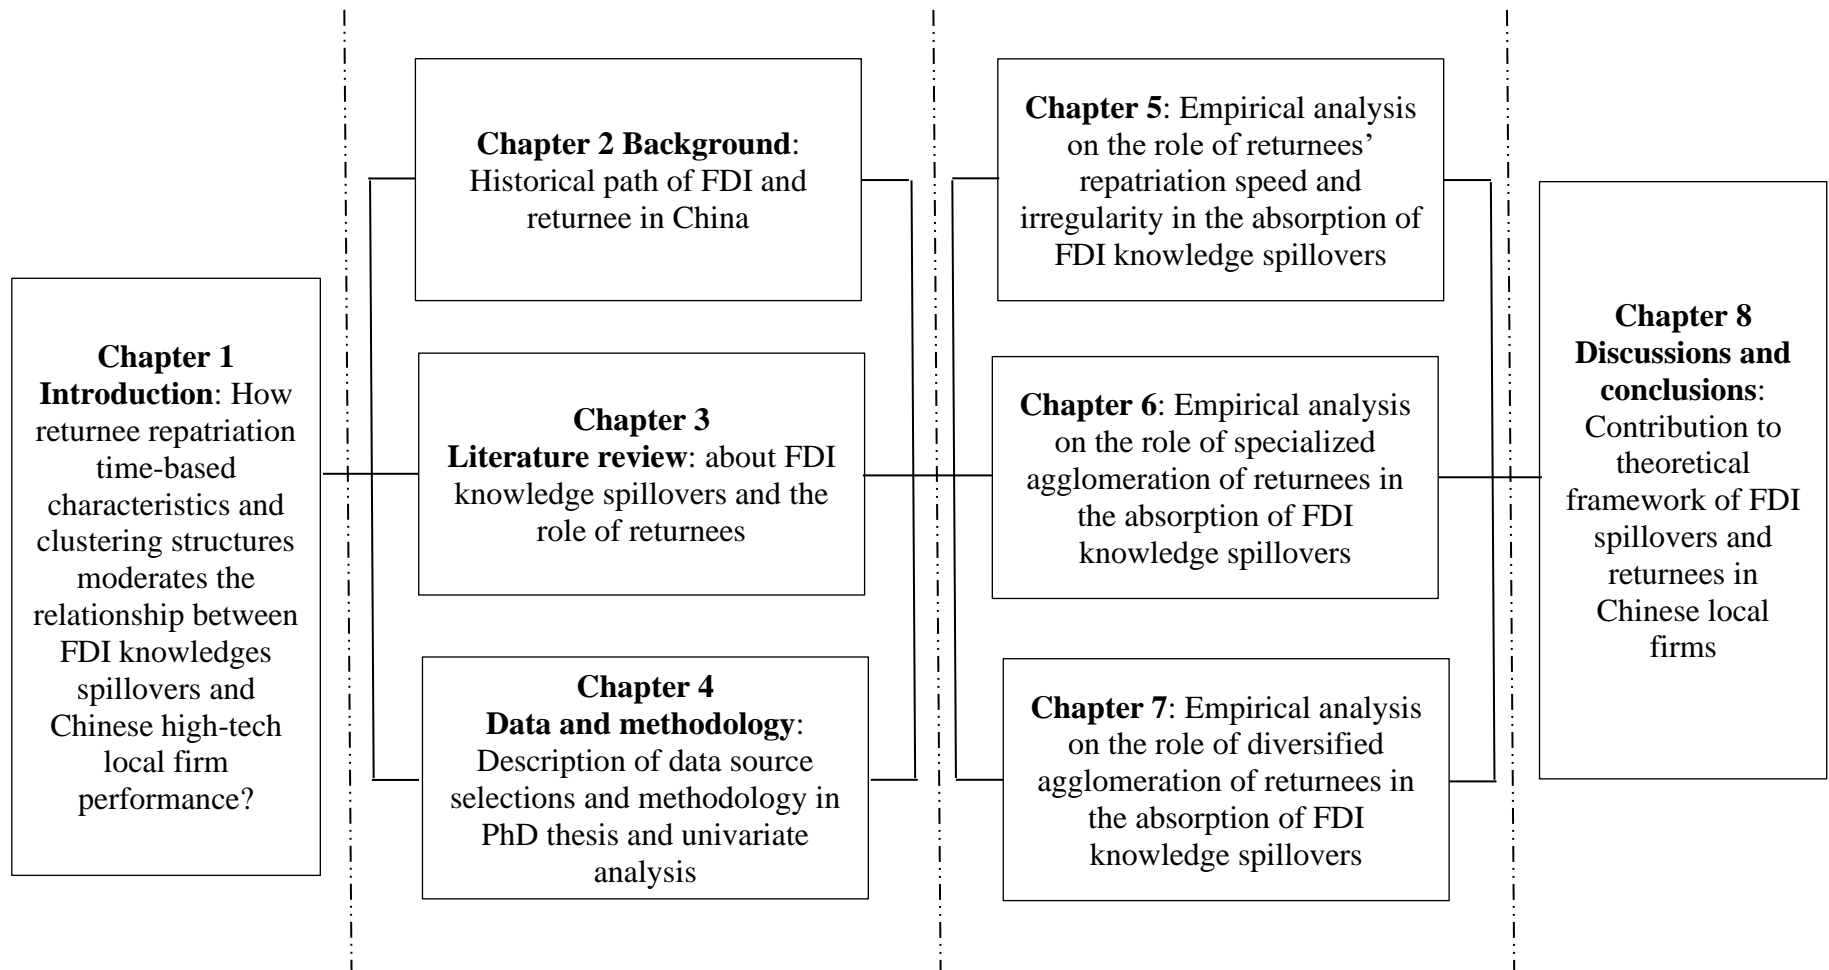 Chapter 1
Introduction: How
returnee repatriation
time-based
characteristics and
clustering structures
moderates the
relationship between
FDI knowledges
spillovers and
Chinese high-tech
local firm
performance?
Chapter 2 Background:
Historical path of FDI and
returnee in China
Chapter 3
Literature review: about FDI
knowledge spillovers and the
role of returnees
Chapter 4
Data and methodology:
Description of data source
selections and methodology in
PhD thesis and univariate
analysis
Chapter 5: Empirical analysis
on the role of returnees’
repatriation speed and
irregularity in the absorption of
FDI knowledge spillovers
Chapter 6: Empirical analysis
on the role of specialized
agglomeration of returnees in
the absorption of FDI
knowledge spillovers
Chapter 7: Empirical analysis
on the role of diversified
agglomeration of returnees in
the absorption of FDI
knowledge spillovers
Chapter 8
Discussions and
conclusions:
Contribution to
theoretical
framework of FDI
spillovers and
returnees in
Chinese local
firms